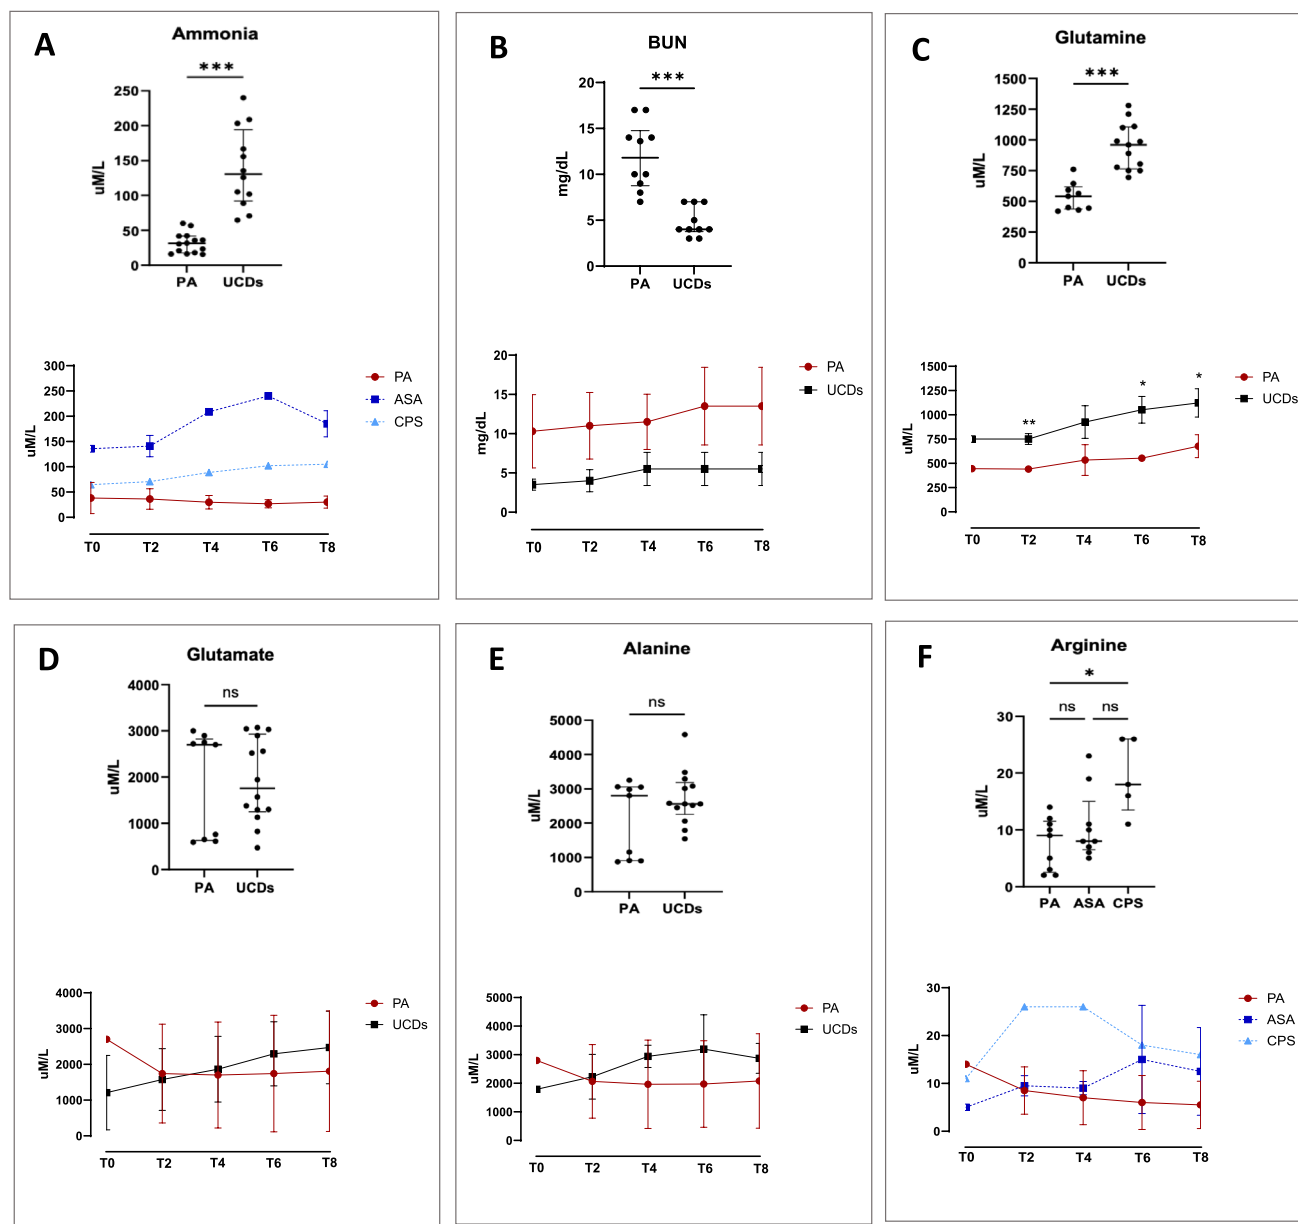 A
Ammonia
***
250
200
150
100
50
0
uM/L
PA
UCDs
300
250
200
150
100
50
0
uM/L
PA
ASA
CPS
T0
T2
T4
T6
T8
B
BUN
***
20
15
10
5
0
mg/dL
PA
UCDs
20
15
10
5
0
mg/dL
PA
UCDs
T0
T2
T4
T6
T8
C
Glutamine
***
1500
1250
1000
750
500
250
0
uM/L
PA
UCDs
1500
1250
1000
750
500
250
0
uM/L
**
*
*
PA
UCDs
T0
T2
T4
T6
T8
D
Glutamate
ns
4000
3000
2000
1000
0
uM/L
PA
UCDs
4000
3000
2000
1000
0
uM/L
PA
UCDs
T0
T2
T4
T6
T8
E
Alanine
ns
5000
4000
3000
2000
1000
0
uM/L
PA
UCDs
5000
4000
3000
2000
1000
0
uM/L
PA
UCDs
T0
T2
T4
T6
T8
F
Arginine
*
ns
ns
30
20
10
0
uM/L
PA
ASA
CPS
30
20
10
0
uM/L
PA
ASA
CPS
T0
T2
T4
T6
T8